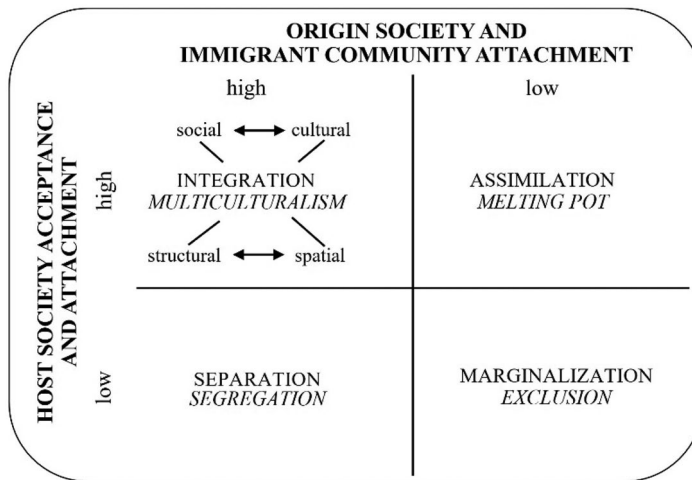 ORIGIN SOCIETY AND
IMMIGRANT COMMUNITY ATTACHMENT
high
low
HOST SOCIETY ACCEPTANCE
AND ATTACHMENT
high
social
cultural
INTEGRATION
MULTICULTURALISM
structural
spatial
ASSIMILATION
MELTING POT
low
SEPARATION
SEGREGATION
MARGINALIZATION
EXCLUSION